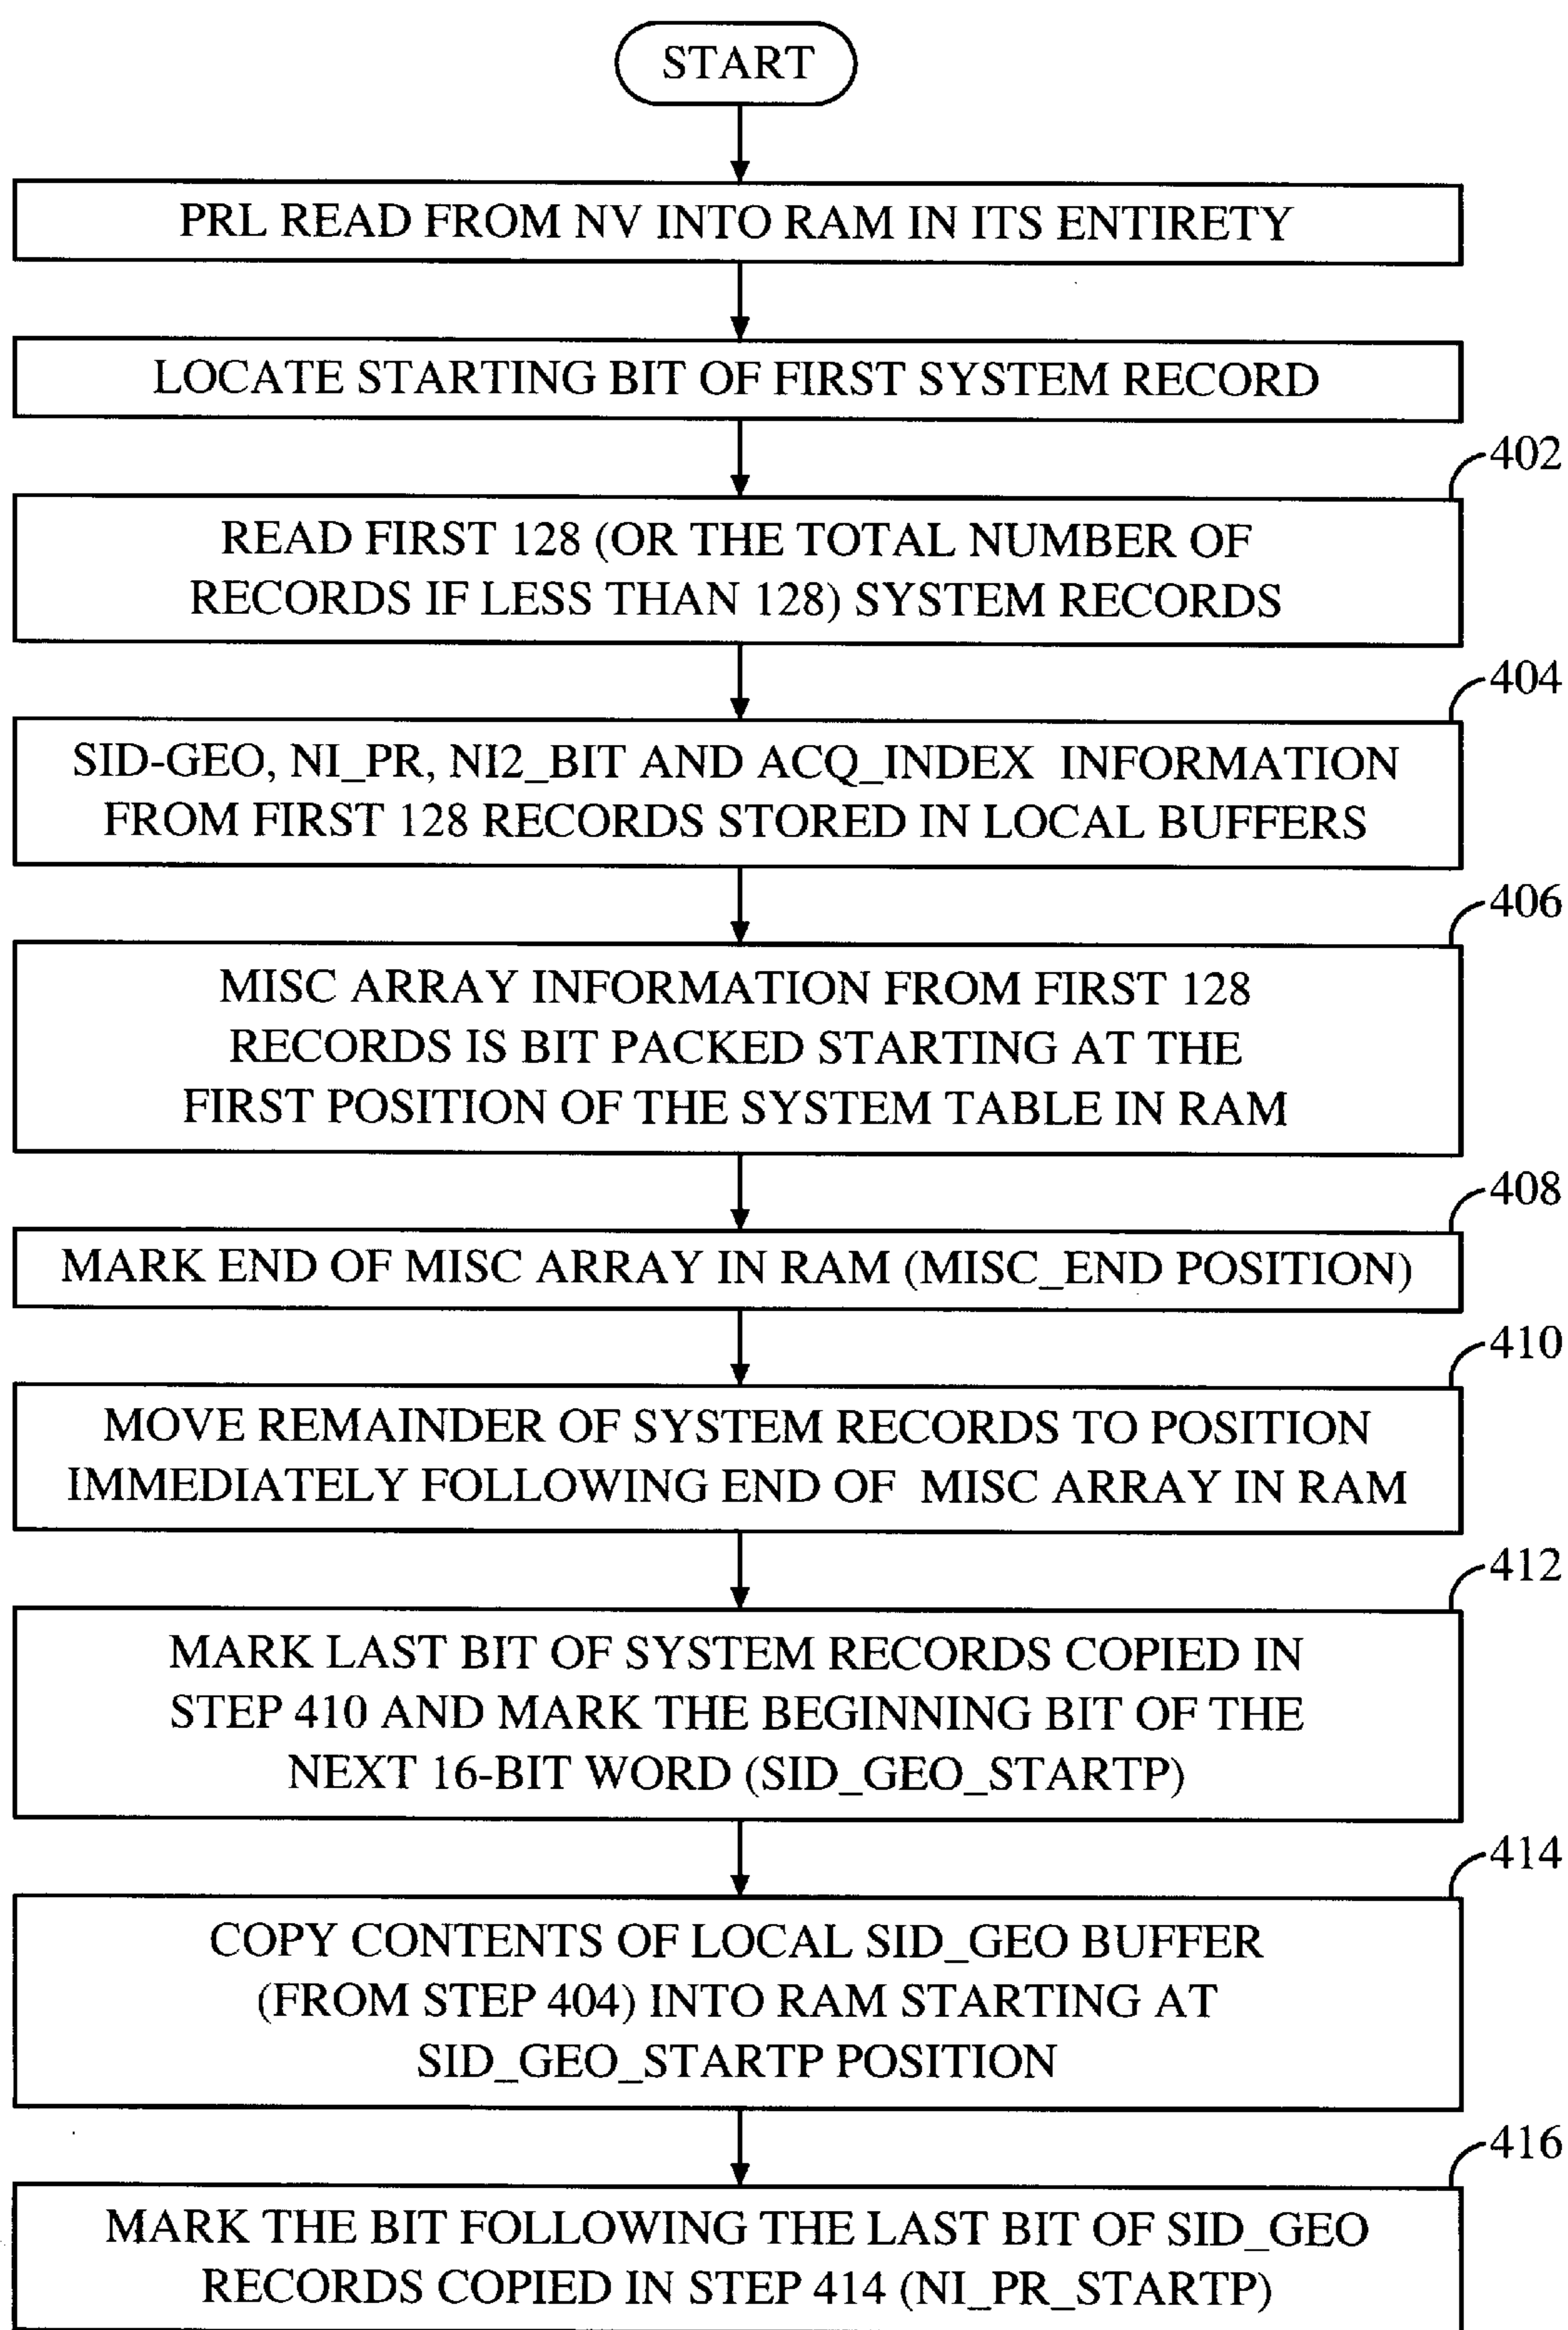 START
PRL READ FROM NV INTO RAM IN ITS ENTIRETY
LOCATE STARTING BIT OF FIRST SYSTEM RECORD
402
READ FIRST 128 (OR THE TOTAL NUMBER OF
RECORDS IF LESS THAN 128) SYSTEM RECORDS
404
SID-GEO, NI_PR, NI2_BIT AND ACQ_INDEX INFORMATION
FROM FIRST 128 RECORDS STORED IN LOCAL BUFFERS
406
MISC ARRAY INFORMATION FROM FIRST 128
RECORDS IS BIT PACKED STARTING AT THE
FIRST POSITION OF THE SYSTEM TABLE IN RAM
408
MARK END OF MISC ARRAY IN RAM (MISC_END POSITION)
410
MOVE REMAINDER OF SYSTEM RECORDS TO POSITION
IMMEDIATELY FOLLOWING END OF MISC ARRAY IN RAM
412
MARK LAST BIT OF SYSTEM RECORDS COPIED IN
STEP 410 AND MARK THE BEGINNING BIT OF THE
NEXT 16-BIT WORD (SID_GEO_STARTP)
414
COPY CONTENTS OF LOCAL SID_GEO BUFFER
(FROM STEP 404) INTO RAM STARTING AT
SID_GEO_STARTP POSITION
416
MARK THE BIT FOLLOWING THE LAST BIT OF SID_GEO
RECORDS COPIED IN STEP 414 (NI_PR_STARTP)